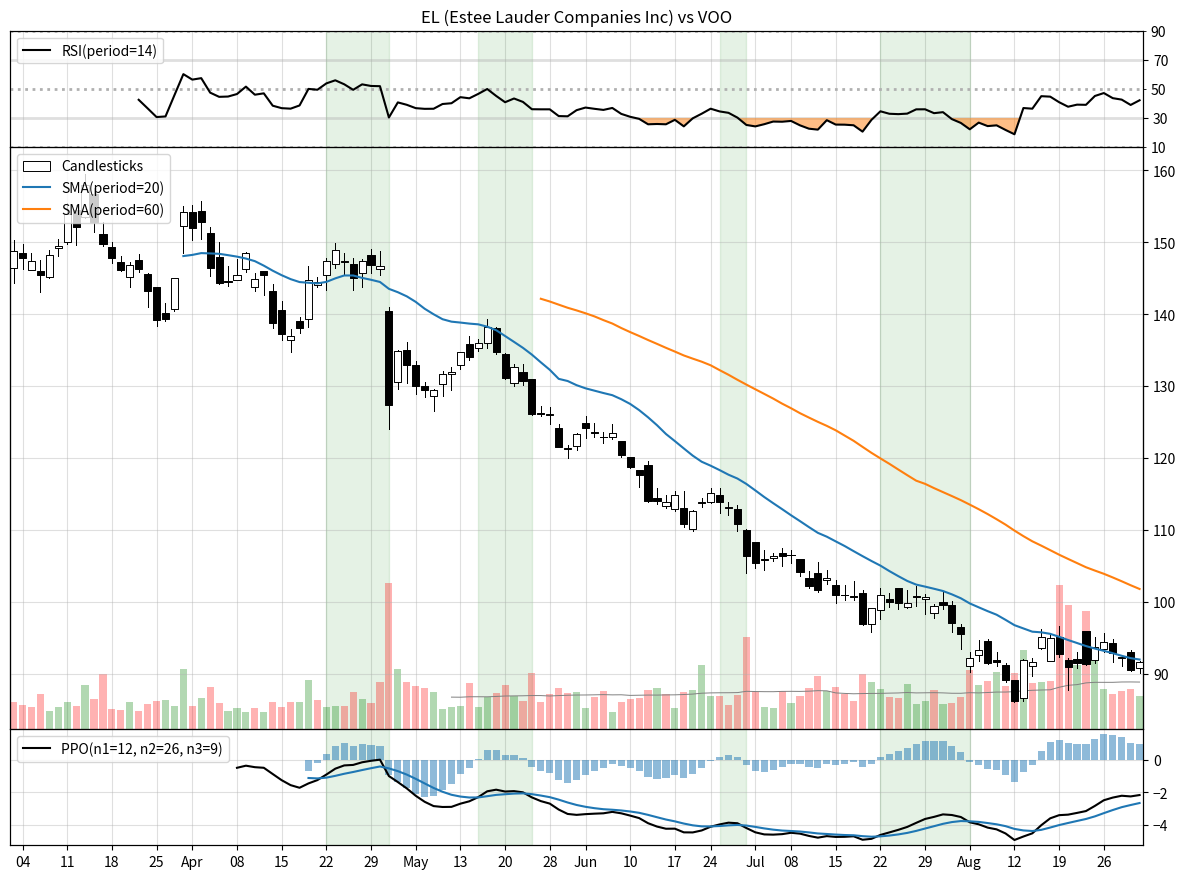 EL (Estee Lauder Companies Inc) vs VOO
RSI(period=14)
90
70
50
30
10
Candlesticks
SMA(period=20)
SMA(period=60)
160
150
140
130
120
110
100
90
PPO(n1=12, n2=26, n3=9)
0
−2
−4
04 11 18 25 Apr 08 15 22 29 May 13 20 28 Jun 10 17 24 Jul 08 15 22 29 Aug 12 19 26